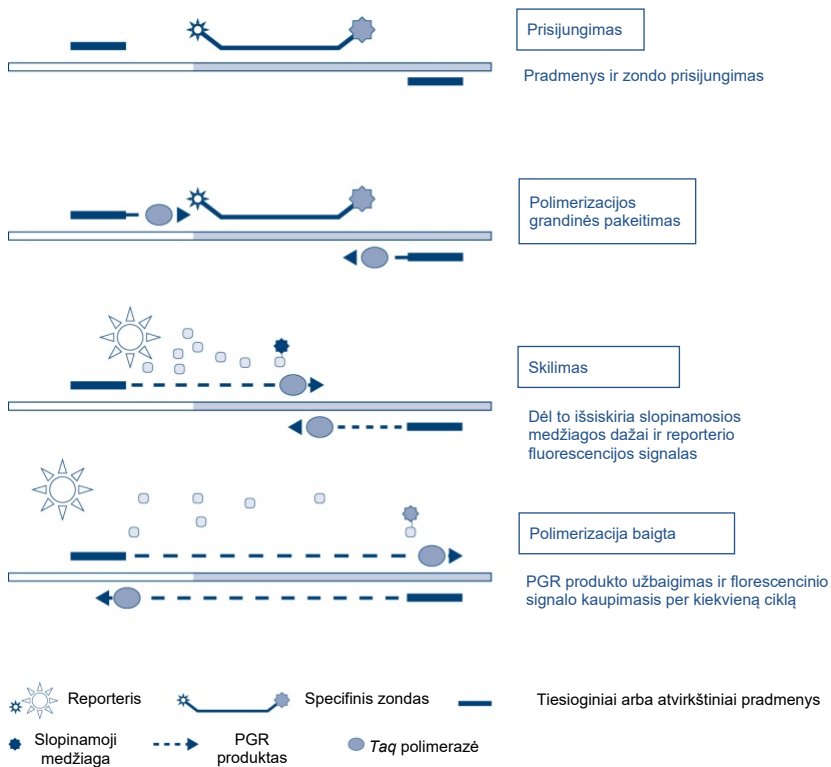 Prisijungimas
Pradmenys ir zondo prisijungimas
Polimerizacijos
grandinės pakeitimas
Skilimas
Dėl to išsiskiria slopinamosios
medžiagos dažai ir reporterio
fluorescencijos signalas
Polimerizacija baigta
PGR produkto užbaigimas ir florescencinio
signalo kaupimasis per kiekvieną ciklą
Reporteris
Specifinis zondas
Tiesioginiai arba atvirkštiniai pradmenys
Slopinamoji
medžiaga
PGR
produktas
Taq polimerazė